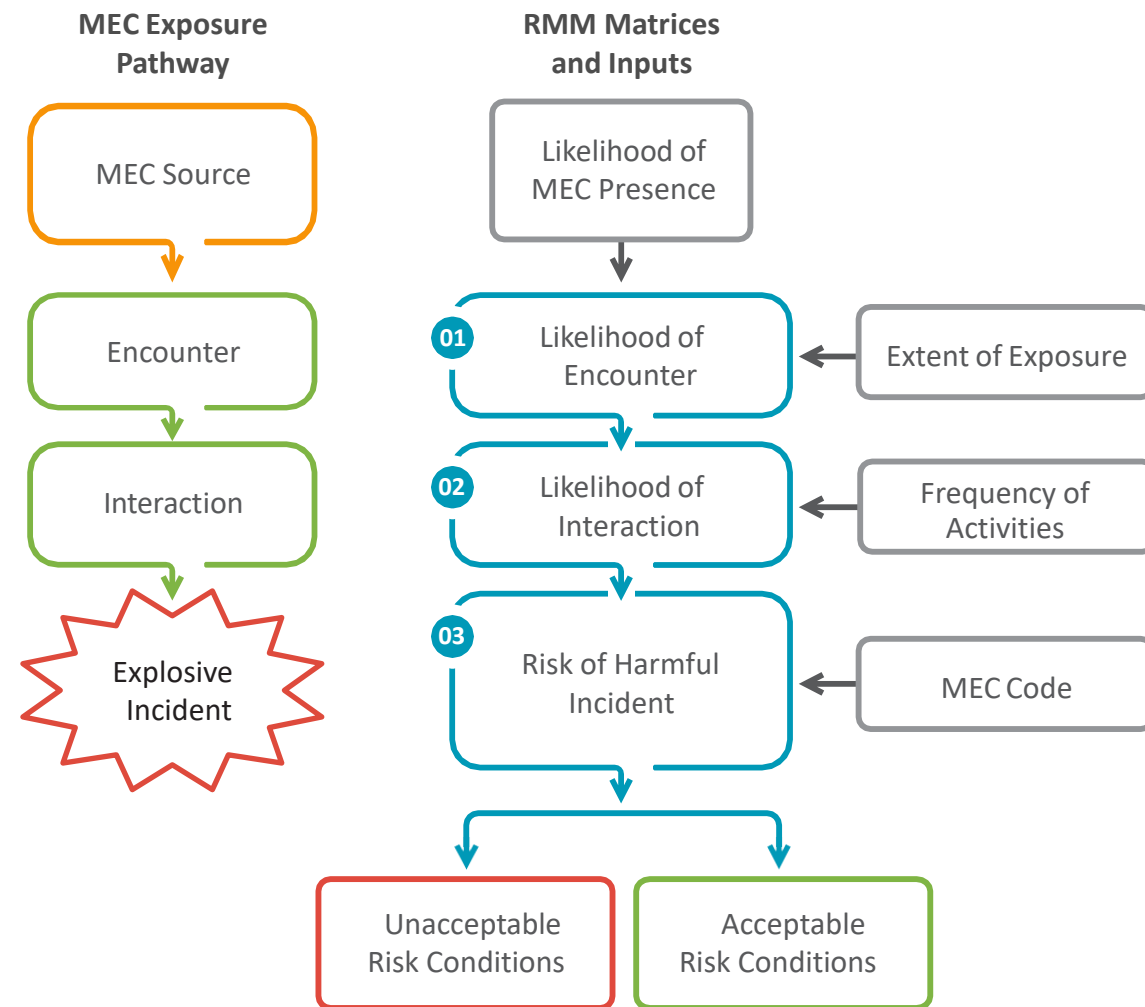 MEC Exposure
Pathway
RMM Matrices
and Inputs
MEC Source
Likelihood of
MEC Presence
Encounter
01
Likelihood of
Encounter
Extent of Exposure
Interaction
02
Likelihood of
Interaction
Frequency of
Activities
Explosive
Incident
03
Risk of Harmful
Incident
MEC Code
Unacceptable
Risk Conditions
Acceptable
Risk Conditions